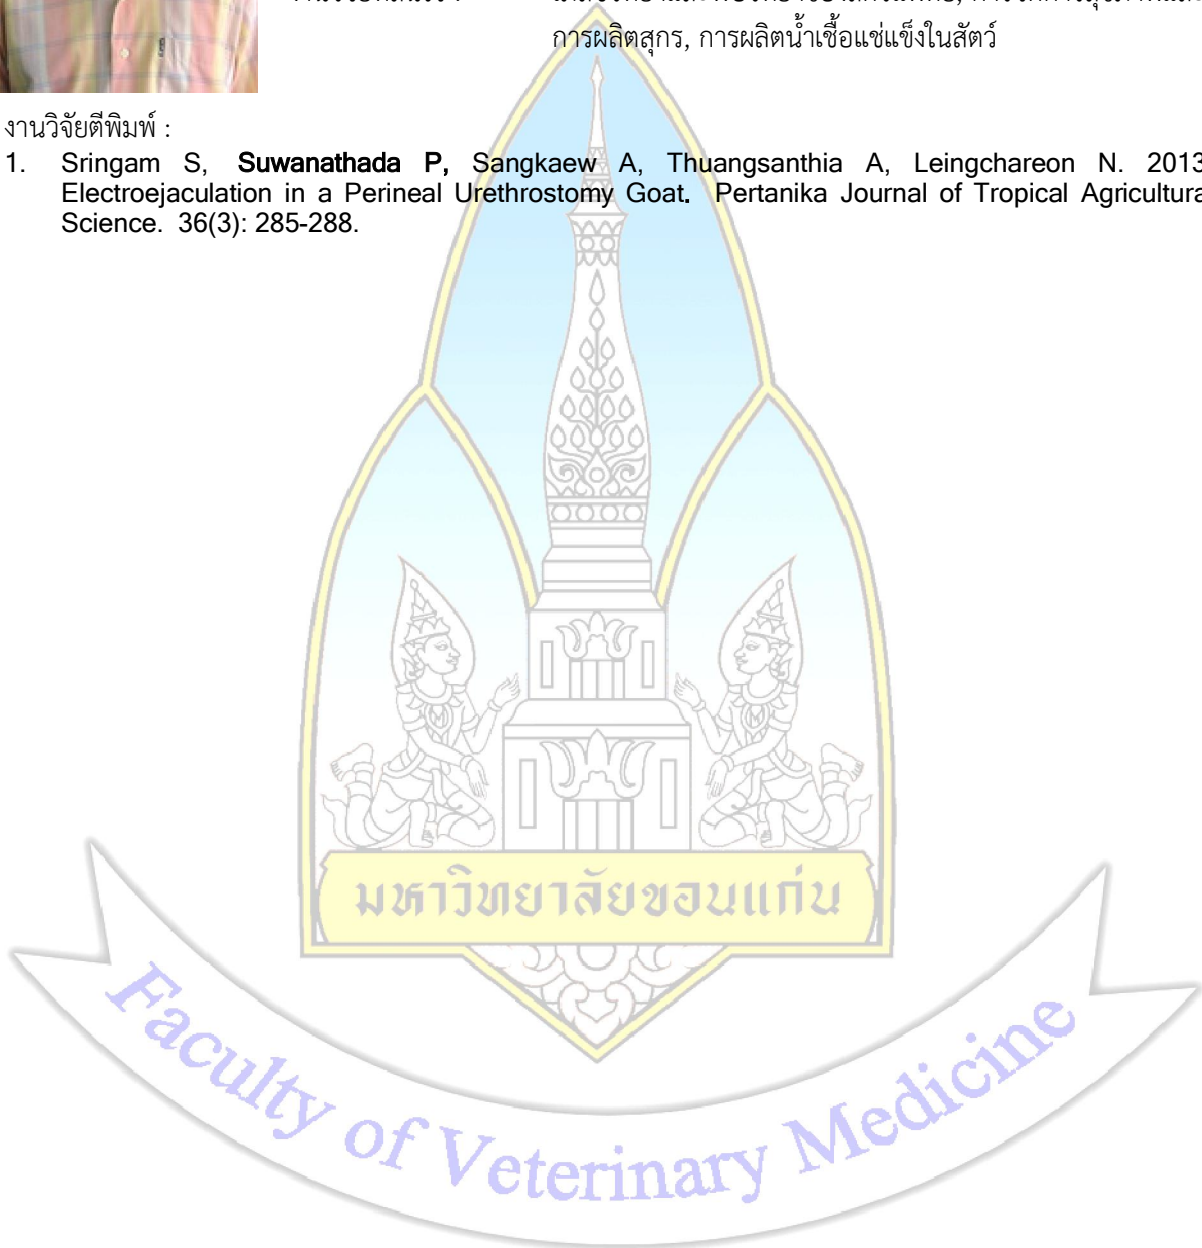 การผลิตสุกร, การผลิตน้ำเชื้อแช่แข็งในสัตว์
งานวิจัยตีพิมพ์ :
1. Sringam S, Suwanathada P, Sangkaew A, Thuangsanthia A, Leingchareon N. 2013
Electroejaculation in a Perineal Urethrostomy Goat. Pertanika Journal of Tropical Agricultura
Science. 36(3): 285-288.
มหาวิทยาลัยขอนแก่น
Faculty of Veterinary Medicine